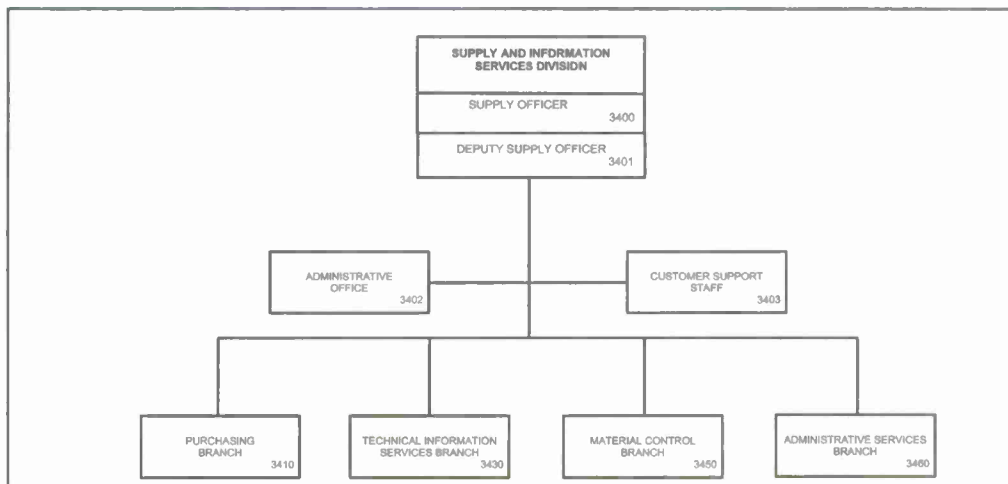 SUPPLY AND INFORMATION
SERVICES DIVISION
SUPPLY OFFICER
3400
DEPUTY SUPPLY OFFICER
3401
ADMINISTRATIVE
OFFICE
3402
CUSTOMER SUPPORT
STAFF
3403
PURCHASING
BRANCH
3410
TECHNICAL INFORMATION
SERVICES BRANCH
3430
MATERIAL CONTROL
BRANCH
3450
ADMINISTRATIVE SERVICES
BRANCH
3460